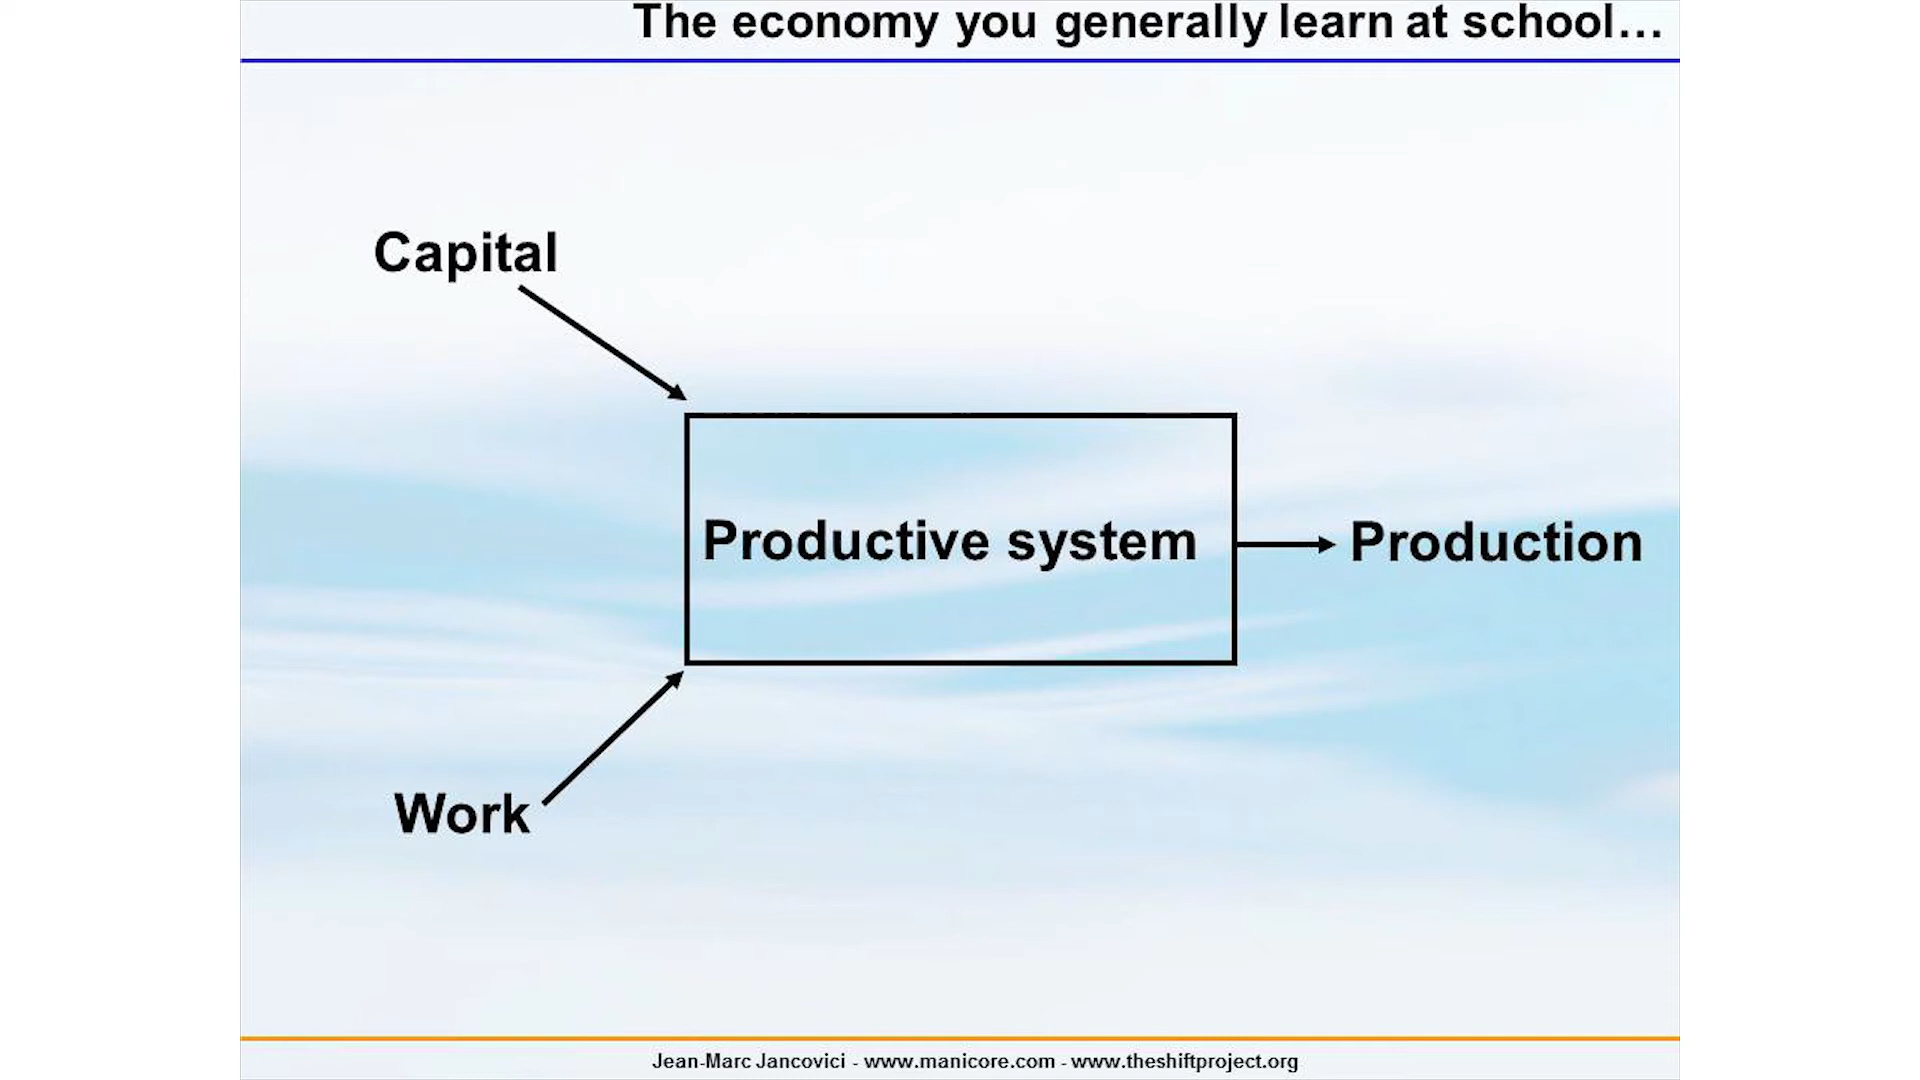 The economy you generally learn at school…
Capital
Productive system
Production
Work
Jean-Marc Jancovici - www.manicore.com - www.theshiftproject.org